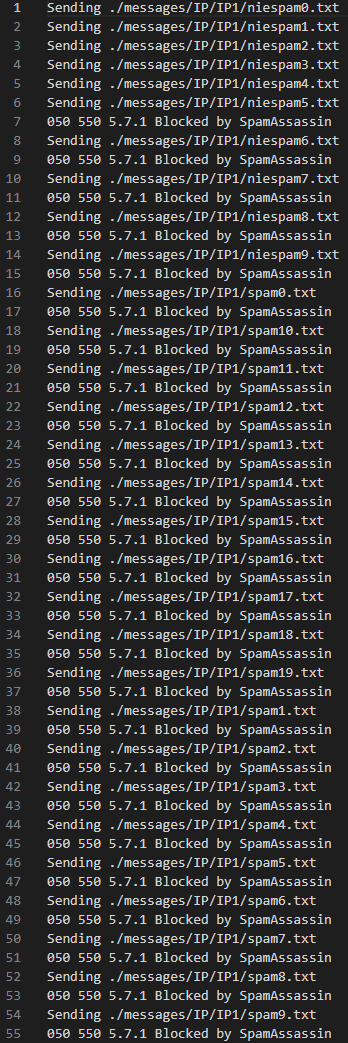 1 Sending ./messages/IP/IP1/niespam0.txt
2 Sending ./messages/IP/IP1/niespam1.txt
3 Sending ./messages/IP/IP1/niespam2.txt
4 Sending ./messages/IP/IP1/niespam3.txt
5 Sending ./messages/IP/IP1/niespam4.txt
6 Sending ./messages/IP/IP1/niespam5.txt
7 050 550 5.7.1 Blocked by SpamAssassin
8 Sending ./messages/IP/IP1/niespam6.txt
9 050 550 5.7.1 Blocked by SpamAssassin
10 Sending ./messages/IP/IP1/niespam7.txt
11 050 550 5.7.1 Blocked by SpamAssassin
12 Sending ./messages/IP/IP1/niespam8.txt
13 050 550 5.7.1 Blocked by SpamAssassin
14 Sending ./messages/IP/IP1/niespam9.txt
15 050 550 5.7.1 Blocked by SpamAssassin
16 Sending ./messages/IP/IP1/spam0.txt
17 050 550 5.7.1 Blocked by SpamAssassin
18 Sending ./messages/IP/IP1/spam10.txt
19 050 550 5.7.1 Blocked by SpamAssassin
20 Sending ./messages/IP/IP1/spam11.txt
21 050 550 5.7.1 Blocked by SpamAssassin
22 Sending ./messages/IP/IP1/spam12.txt
23 050 550 5.7.1 Blocked by SpamAssassin
24 Sending ./messages/IP/IP1/spam13.txt
25 050 550 5.7.1 Blocked by SpamAssassin
26 Sending ./messages/IP/IP1/spam14.txt
27 050 550 5.7.1 Blocked by SpamAssassin
28 Sending ./messages/IP/IP1/spam15.txt
29 050 550 5.7.1 Blocked by SpamAssassin
30 Sending ./messages/IP/IP1/spam16.txt
31 050 550 5.7.1 Blocked by SpamAssassin
32 Sending ./messages/IP/IP1/spam17.txt
33 050 550 5.7.1 Blocked by SpamAssassin
34 Sending ./messages/IP/IP1/spam18.txt
35 050 550 5.7.1 Blocked by SpamAssassin
36 Sending ./messages/IP/IP1/spam19.txt
37 050 550 5.7.1 Blocked by SpamAssassin
38 Sending ./messages/IP/IP1/spam1.txt
39 050 550 5.7.1 Blocked by SpamAssassin
40 Sending ./messages/IP/IP1/spam2.txt
41 050 550 5.7.1 Blocked by SpamAssassin
42 Sending ./messages/IP/IP1/spam3.txt
43 050 550 5.7.1 Blocked by SpamAssassin
44 Sending ./messages/IP/IP1/spam4.txt
45 050 550 5.7.1 Blocked by SpamAssassin
46 Sending ./messages/IP/IP1/spam5.txt
47 050 550 5.7.1 Blocked by SpamAssassin
48 Sending ./messages/IP/IP1/spam6.txt
49 050 550 5.7.1 Blocked by SpamAssassin
50 Sending ./messages/IP/IP1/spam7.txt
51 050 550 5.7.1 Blocked by SpamAssassin
52 Sending ./messages/IP/IP1/spam8.txt
53 050 550 5.7.1 Blocked by SpamAssassin
54 Sending ./messages/IP/IP1/spam9.txt
55 050 550 5.7.1 Blocked by SpamAssassin